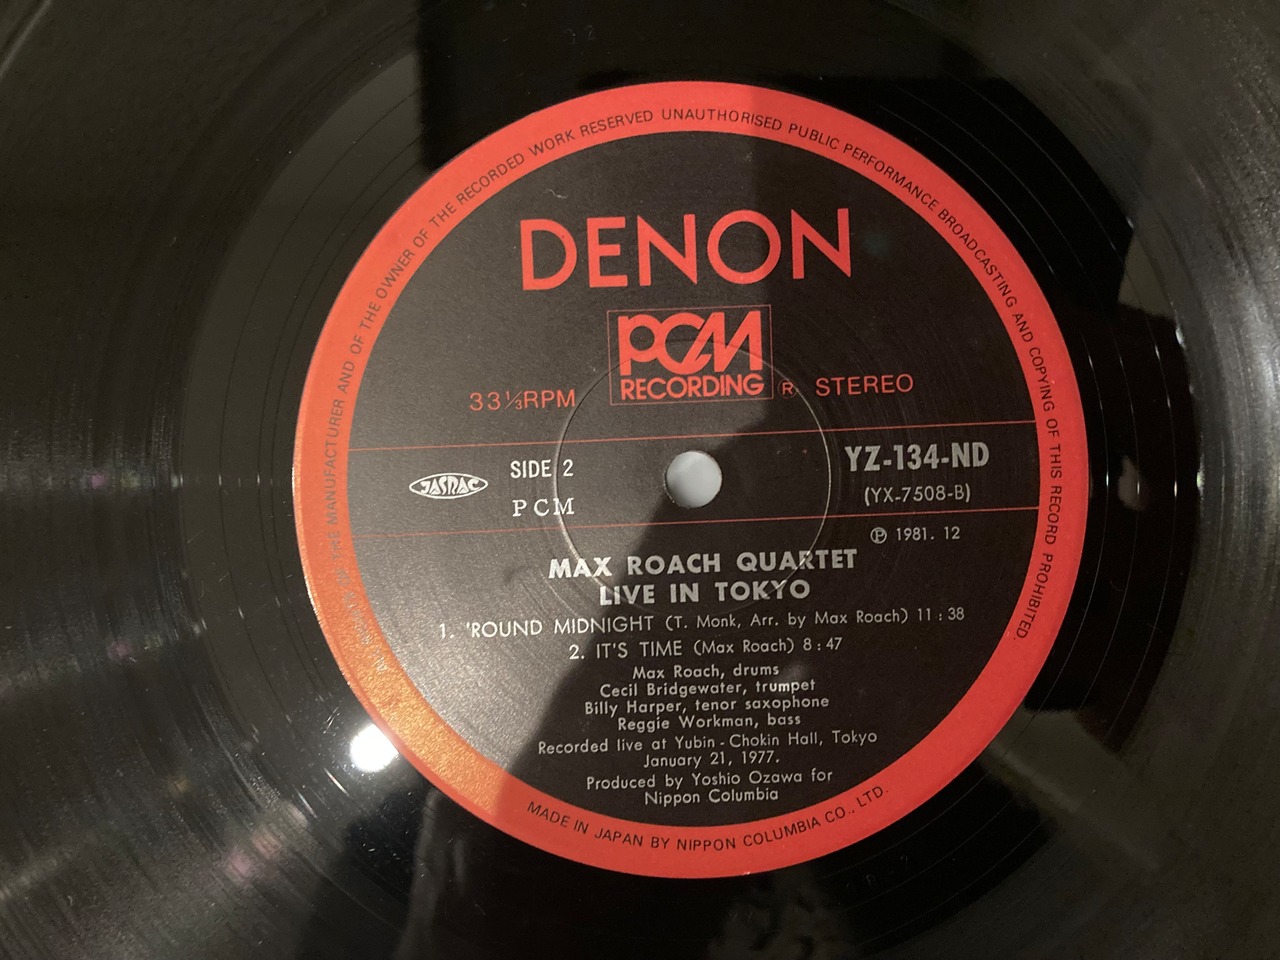 ALL RIGHTS OF THE MANUFACTURER AND OF THE OWNER OF THE RECORDED WORK RESERVED UNAUTHORISED PUBLIC PERFORMANCE BROADCASTING AND COPYING OF THIS RECORD PROHIBITED.
DENON
PCM
RECORDING
33⅓RPM
Ⓡ STEREO
JASRAC
SIDE 2
PCM
YZ-134-ND
(YX-7508-B)
Ⓟ 1981. 12
MAX ROACH QUARTET
LIVE IN TOKYO
1. 'ROUND MIDNIGHT (T. Monk, Arr. by Max Roach) 11:38
2. IT'S TIME (Max Roach) 8:47
Max Roach, drums
Cecil Bridgewater, trumpet
Billy Harper, tenor saxophone
Reggie Workman, bass
Recorded live at Yubin-Chokin Hall, Tokyo
January 21, 1977.
Produced by Yoshio Ozawa for
Nippon Columbia
MADE IN JAPAN BY NIPPON COLUMBIA CO., LTD.